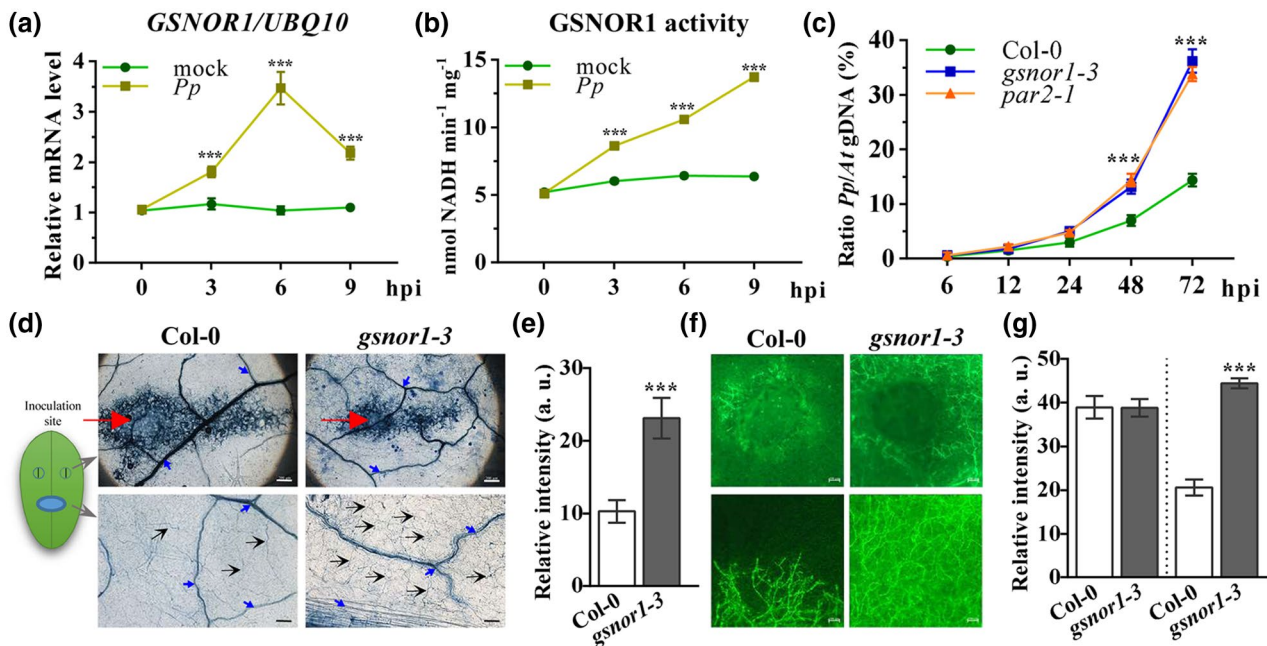 (a) GSNOR1/UBQ10
Relative mRNA level
5
4
3
2
1
0
mock
Pp
***
***
***
0 3 6 9 hpi
(b) GSNOR1 activity
nmol NADH min⁻¹ mg⁻¹
15
10
5
0
mock
Pp
***
***
***
0 3 6 9 hpi
(c)
Ratio Pp/At gDNA (%)
40
30
20
10
0
Col-0
gsnor1-3
par2-1
***
***
6 12 24 48 72 hpi
(d) Col-0 gsnor1-3
Inoculation
site
(e)
Relative intensity (a. u.)
30
20
10
0
***
Col-0
gsnor1-3
(f) Col-0 gsnor1-3
(g)
Relative intensity (a. u.)
50
40
30
20
10
0
***
Col-0
gsnor1-3
Col-0
gsnor1-3